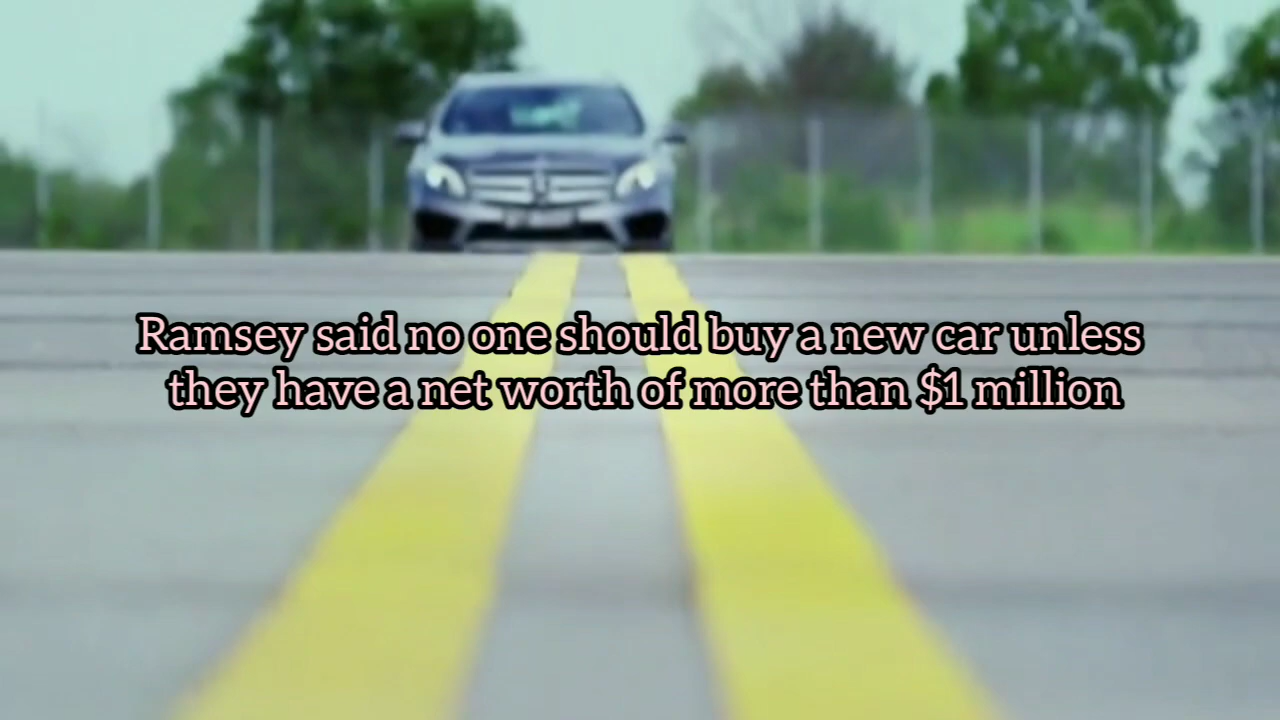 Ramsey said no one should buy a new car unless
they have a net worth of more than $1 million